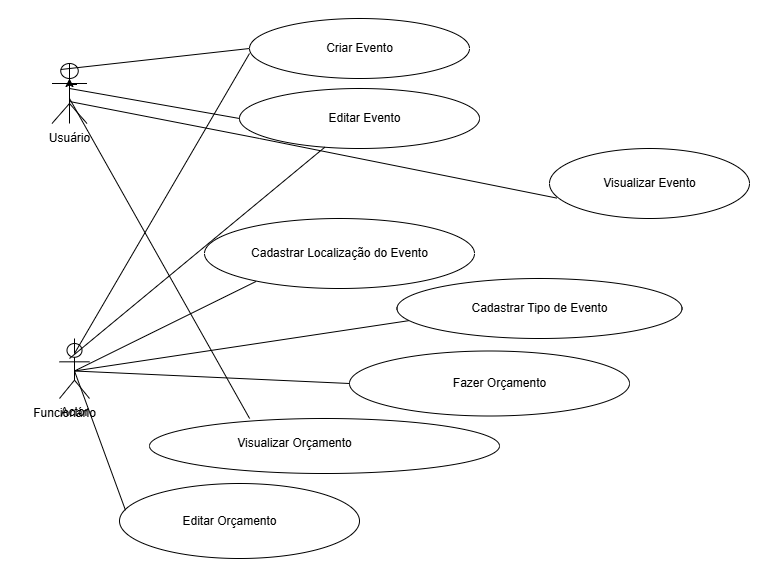 Criar Evento
Editar Evento
Usuário
Visualizar Evento
Cadastrar Localização do Evento
Cadastrar Tipo de Evento
Fazer Orçamento
Funcionário
Actor
Visualizar Orçamento
Editar Orçamento